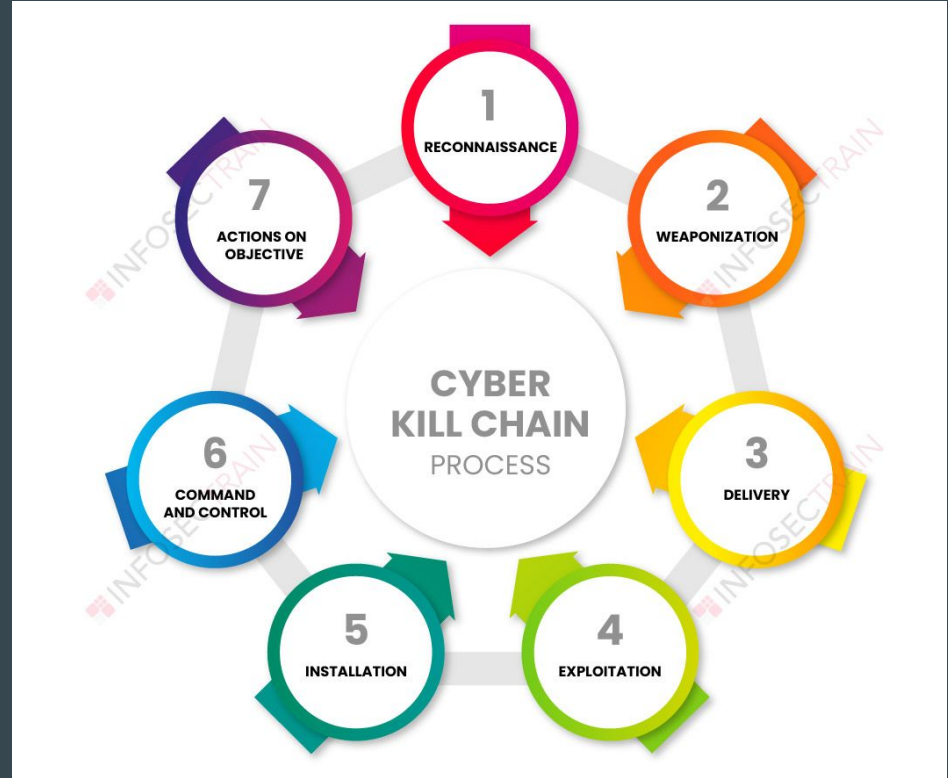 1
RECONNAISSANCE
2
WEAPONIZATION
3
DELIVERY
4
EXPLOITATION
5
INSTALLATION
6
COMMAND
AND CONTROL
7
ACTIONS ON
OBJECTIVE
CYBER
KILL CHAIN
PROCESS
INFOSECTRAIN
INFOSECTRAIN
INFOSECTRAIN
INFOSECTRAIN